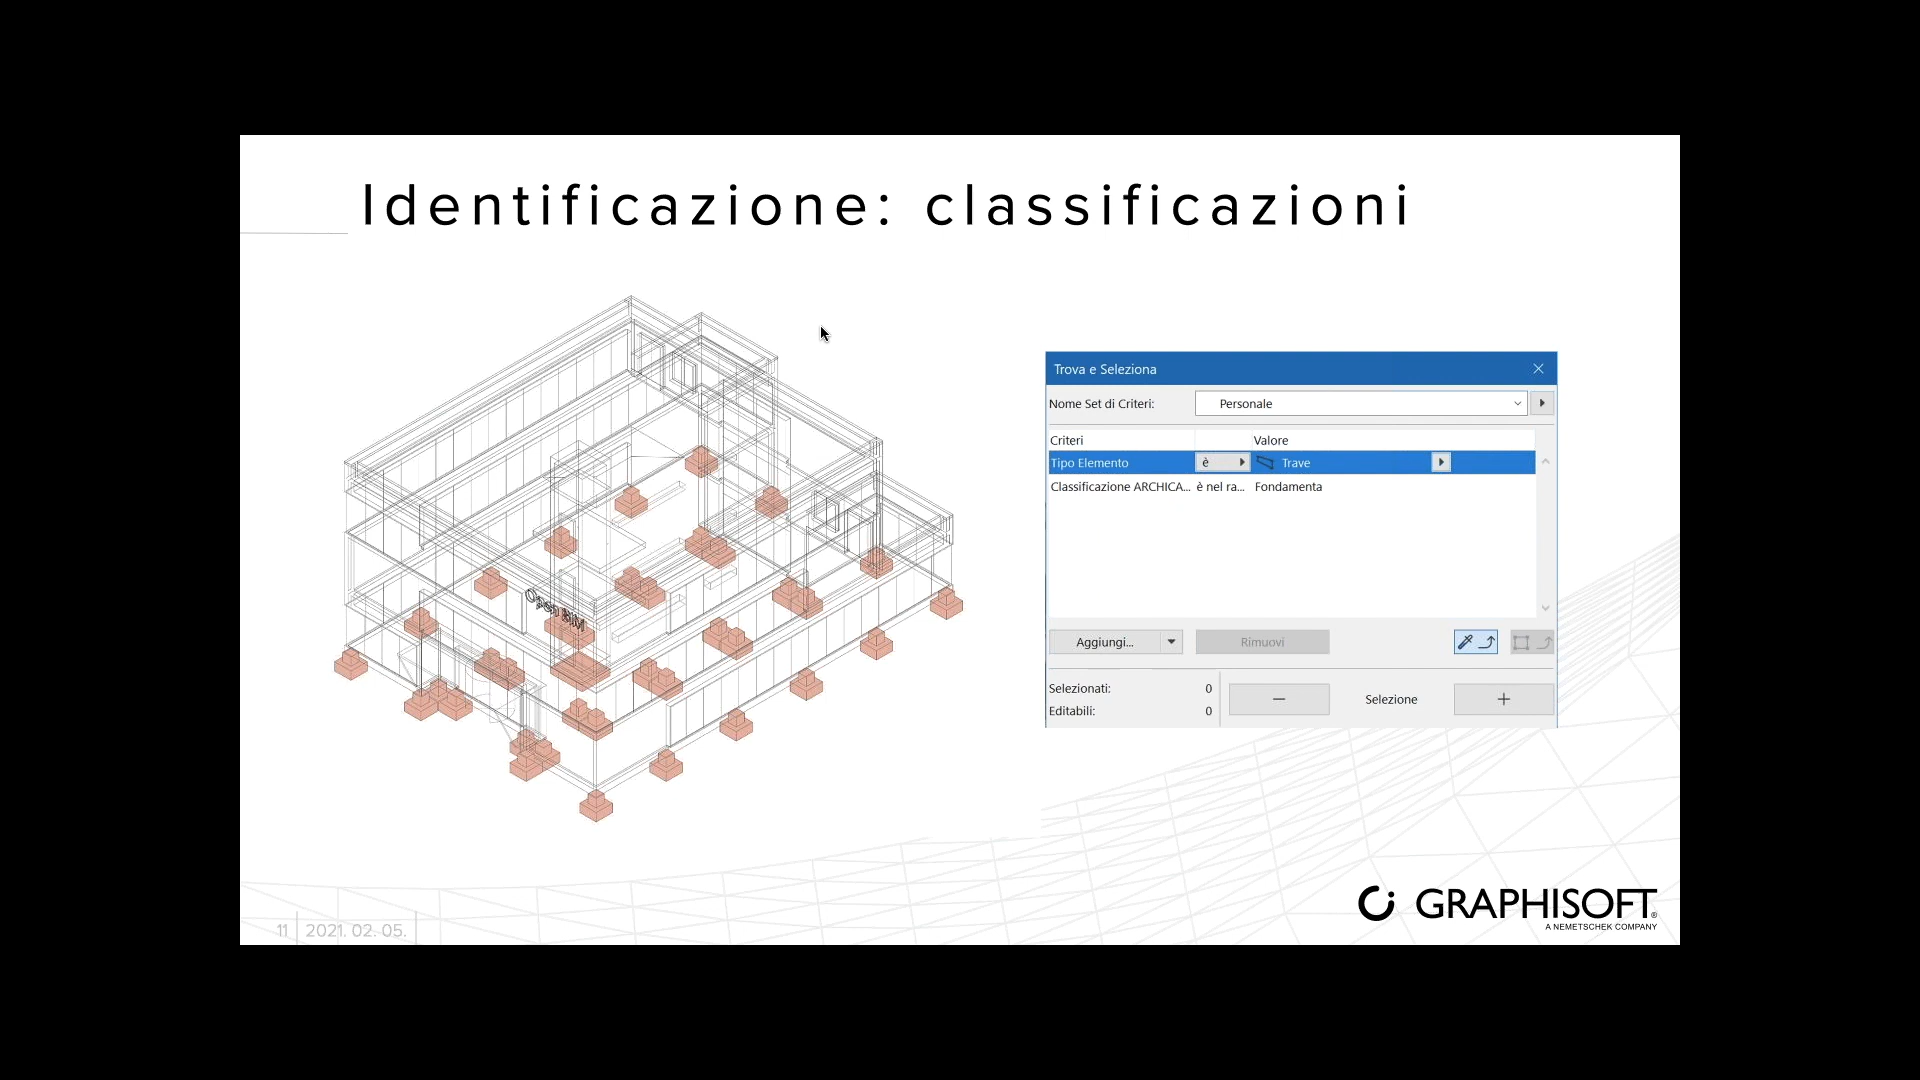 Identificazione: classificazioni
Open BIM
Trova e Seleziona
Nome Set di Criteri:
Personale
Criteri
Valore
Tipo Elemento
è
Trave
Classificazione ARCHICA...
è nel ra...
Fondamenta
Aggiungi...
Rimuovi
Selezionati:
0
Editabili:
0
Selezione
11
2021. 02. 05.
GRAPHISOFT®
A NEMETSCHEK COMPANY